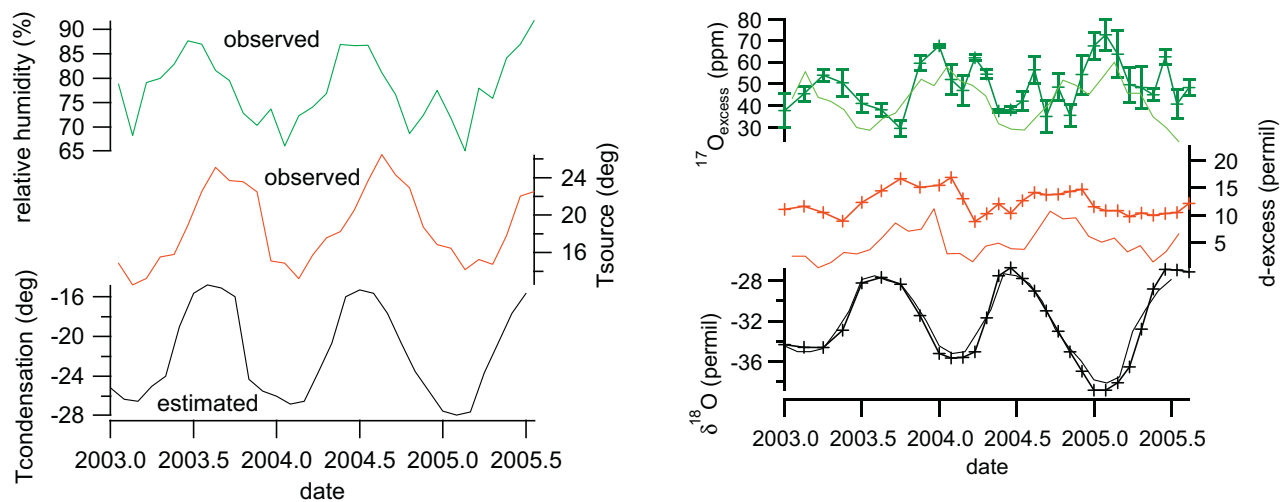 relative humidity (%)
90
85
80
75
70
65
observed
observed
Tsource (deg)
24
20
16
Tcondensation (deg)
-16
-20
-24
-28
estimated
2003.0 2003.5 2004.0 2004.5 2005.0 2005.5
date
¹⁷Oexcess (ppm)
80
70
60
50
40
30
d-excess (permil)
20
15
10
5
δ¹⁸O (permil)
-28
-32
-36
2003.0 2003.5 2004.0 2004.5 2005.0 2005.5
date